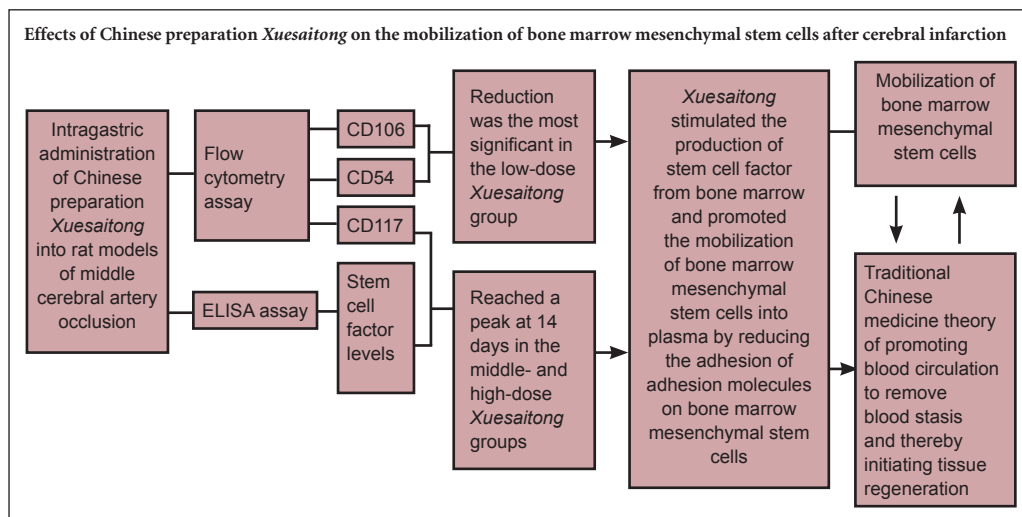 Effects of Chinese preparation Xuesaitong on the mobilization of bone marrow mesenchymal stem cells after cerebral infarction
Intragastric
administration
of Chinese
preparation
Xuesaitong
into rat models
of middle
cerebral artery
occlusion
Flow
cytometry
assay
ELISA assay
CD106
CD54
CD117
Stem
cell
factor
levels
Reduction
was the most
significant in
the low-dose
Xuesaitong
group
Reached a
peak at 14
days in the
middle- and
high-dose
Xuesaitong
groups
Xuesaitong
stimulated the
production of
stem cell factor
from bone marrow
and promoted
the mobilization
of bone marrow
mesenchymal
stem cells into
plasma by reducing
the adhesion of
adhesion molecules
on bone marrow
mesenchymal stem
cells
Mobilization of
bone marrow
mesenchymal
stem cells
Traditional
Chinese
medicine theory
of promoting
blood circulation
to remove
blood stasis
and thereby
initiating tissue
regeneration